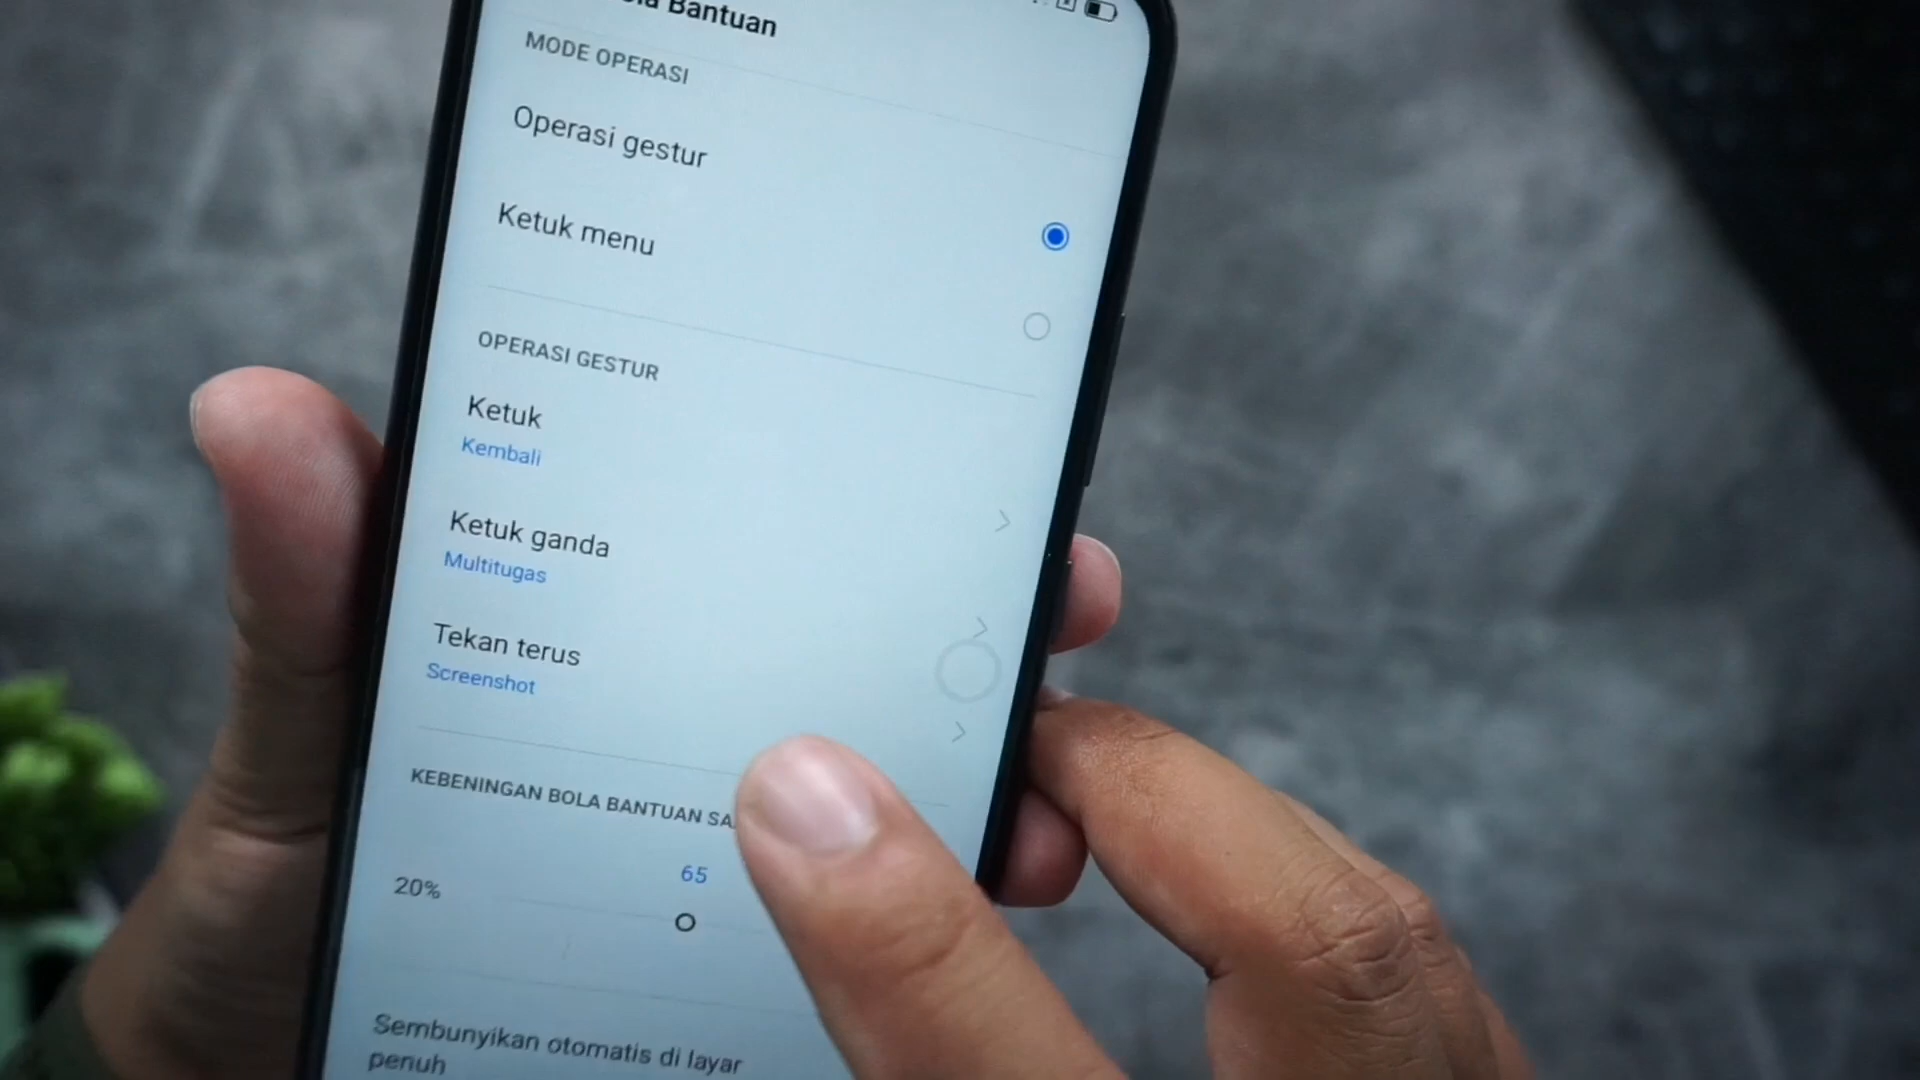 Bantuan
MODE OPERASI
Operasi gestur
Ketuk menu
OPERASI GESTUR
Ketuk
Kembali
Ketuk ganda
Multitugas
Tekan terus
Screenshot
KEBENINGAN BOLA BANTUAN
65
20%
Sembunyikan otomatis di layar
penuh